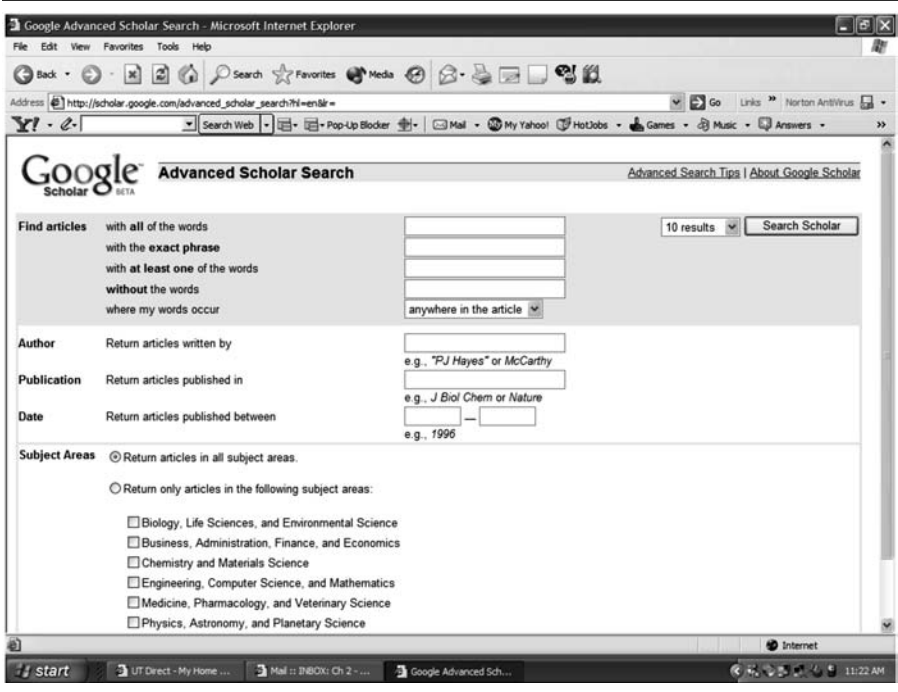 Google Advanced Scholar Search - Microsoft Internet Explorer
File Edit View Favorites Tools Help
Back Search Favorites Media
Address http://scholar.google.com/advanced_scholar_search?hl=en&lr= Go Links » Norton AntiVirus
Y! Search Web Pop-Up Blocker Mail My Yahoo! HotJobs Games Music Answers »
Google Scholar BETA Advanced Scholar Search Advanced Search Tips | About Google Scholar
Find articles with all of the words 10 results Search Scholar
with the exact phrase
with at least one of the words
without the words
where my words occur anywhere in the article
Author Return articles written by
e.g., "PJ Hayes" or McCarthy
Publication Return articles published in
e.g., J Biol Chem or Nature
Date Return articles published between —
e.g., 1996
Subject Areas Return articles in all subject areas.
Return only articles in the following subject areas:
Biology, Life Sciences, and Environmental Science
Business, Administration, Finance, and Economics
Chemistry and Materials Science
Engineering, Computer Science, and Mathematics
Medicine, Pharmacology, and Veterinary Science
Physics, Astronomy, and Planetary Science
Internet
start UT Direct - My Home ... Mail :: INBOX: Ch 2 - ... Google Advanced Sch... 11:22 AM